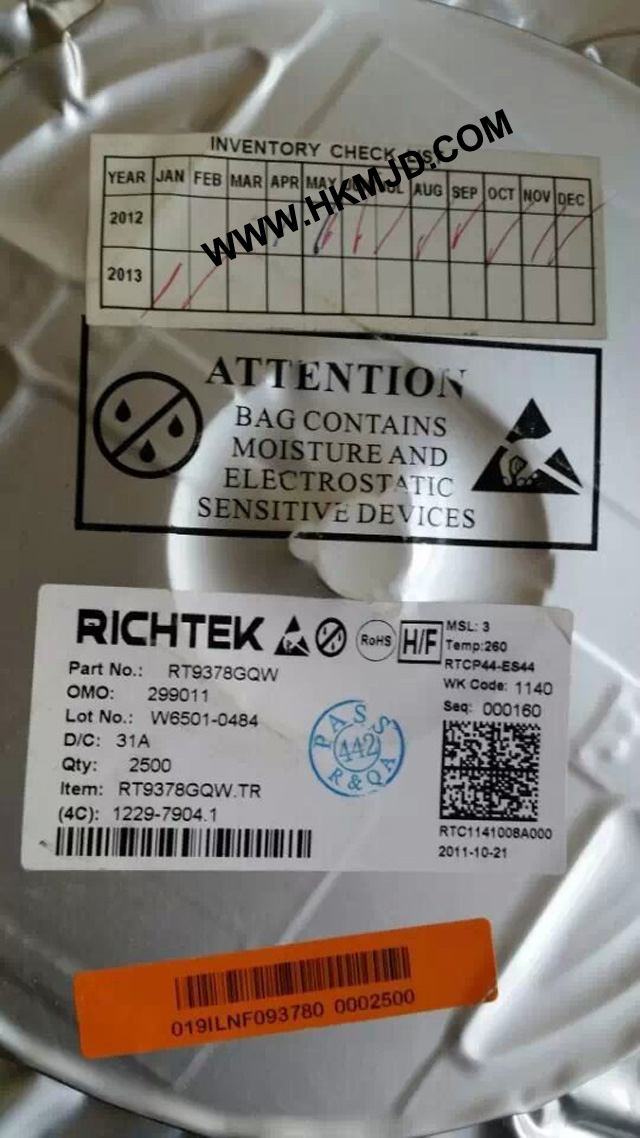 WWW.HKMJD.COM
INVENTORY CHECK
YEAR JAN FEB MAR APR MAY AUG SEP OCT NOV DEC
2012
2013
ATTENTION
BAG CONTAINS
MOISTURE AND
ELECTROSTATIC
SENSITIVE DEVICES
RICHTEK RoHS H/F
MSL: 3
Temp:260
RTCP44-ES44
WK Code: 1140
Seq: 000160
Part No.: RT9378GQW
OMO: 299011
Lot No.: W6501-0484
D/C: 31A
Qty: 2500
Item: RT9378GQW.TR
(4C): 1229-7904.1
PASS
442
R&QA
RTC1141008A000
2011-10-21
019ILNF093780 0002500